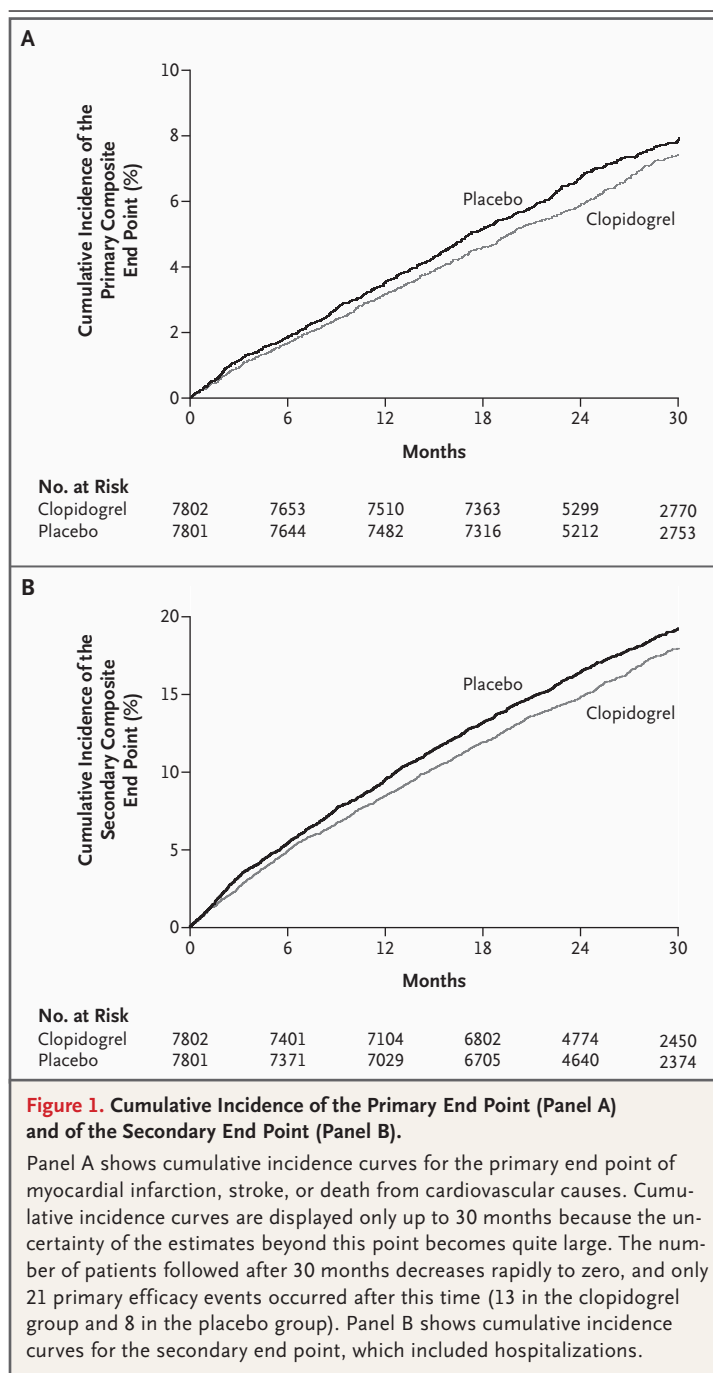 A
Cumulative Incidence of the
Primary Composite
End Point (%)
10
8
6
4
2
0
Placebo
Clopidogrel
0 6 12 18 24 30
Months
No. at Risk
Clopidogrel 7802 7653 7510 7363 5299 2770
Placebo 7801 7644 7482 7316 5212 2753
B
Cumulative Incidence of the
Secondary Composite
End Point (%)
20
15
10
5
0
Placebo
Clopidogrel
0 6 12 18 24 30
Months
No. at Risk
Clopidogrel 7802 7401 7104 6802 4774 2450
Placebo 7801 7371 7029 6705 4640 2374
Figure 1. Cumulative Incidence of the Primary End Point (Panel A)
and of the Secondary End Point (Panel B).
Panel A shows cumulative incidence curves for the primary end point of
myocardial infarction, stroke, or death from cardiovascular causes. Cumu-
lative incidence curves are displayed only up to 30 months because the un-
certainty of the estimates beyond this point becomes quite large. The num-
ber of patients followed after 30 months decreases rapidly to zero, and only
21 primary efficacy events occurred after this time (13 in the clopidogrel
group and 8 in the placebo group). Panel B shows cumulative incidence
curves for the secondary end point, which included hospitalizations.